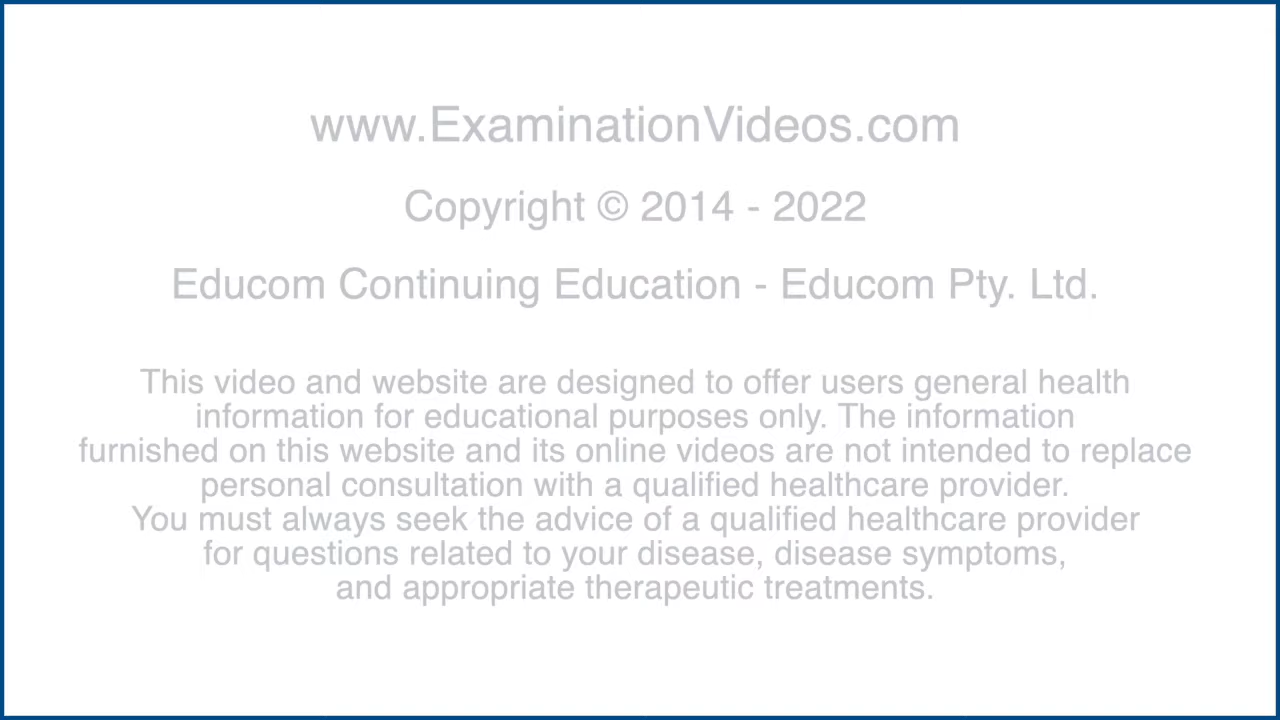 www.ExaminationVideos.com
Copyright © 2014 - 2022
Educom Continuing Education - Educom Pty. Ltd.
This video and website are designed to offer users general health
information for educational purposes only. The information
furnished on this website and its online videos are not intended to replace
personal consultation with a qualified healthcare provider.
You must always seek the advice of a qualified healthcare provider
for questions related to your disease, disease symptoms,
and appropriate therapeutic treatments.